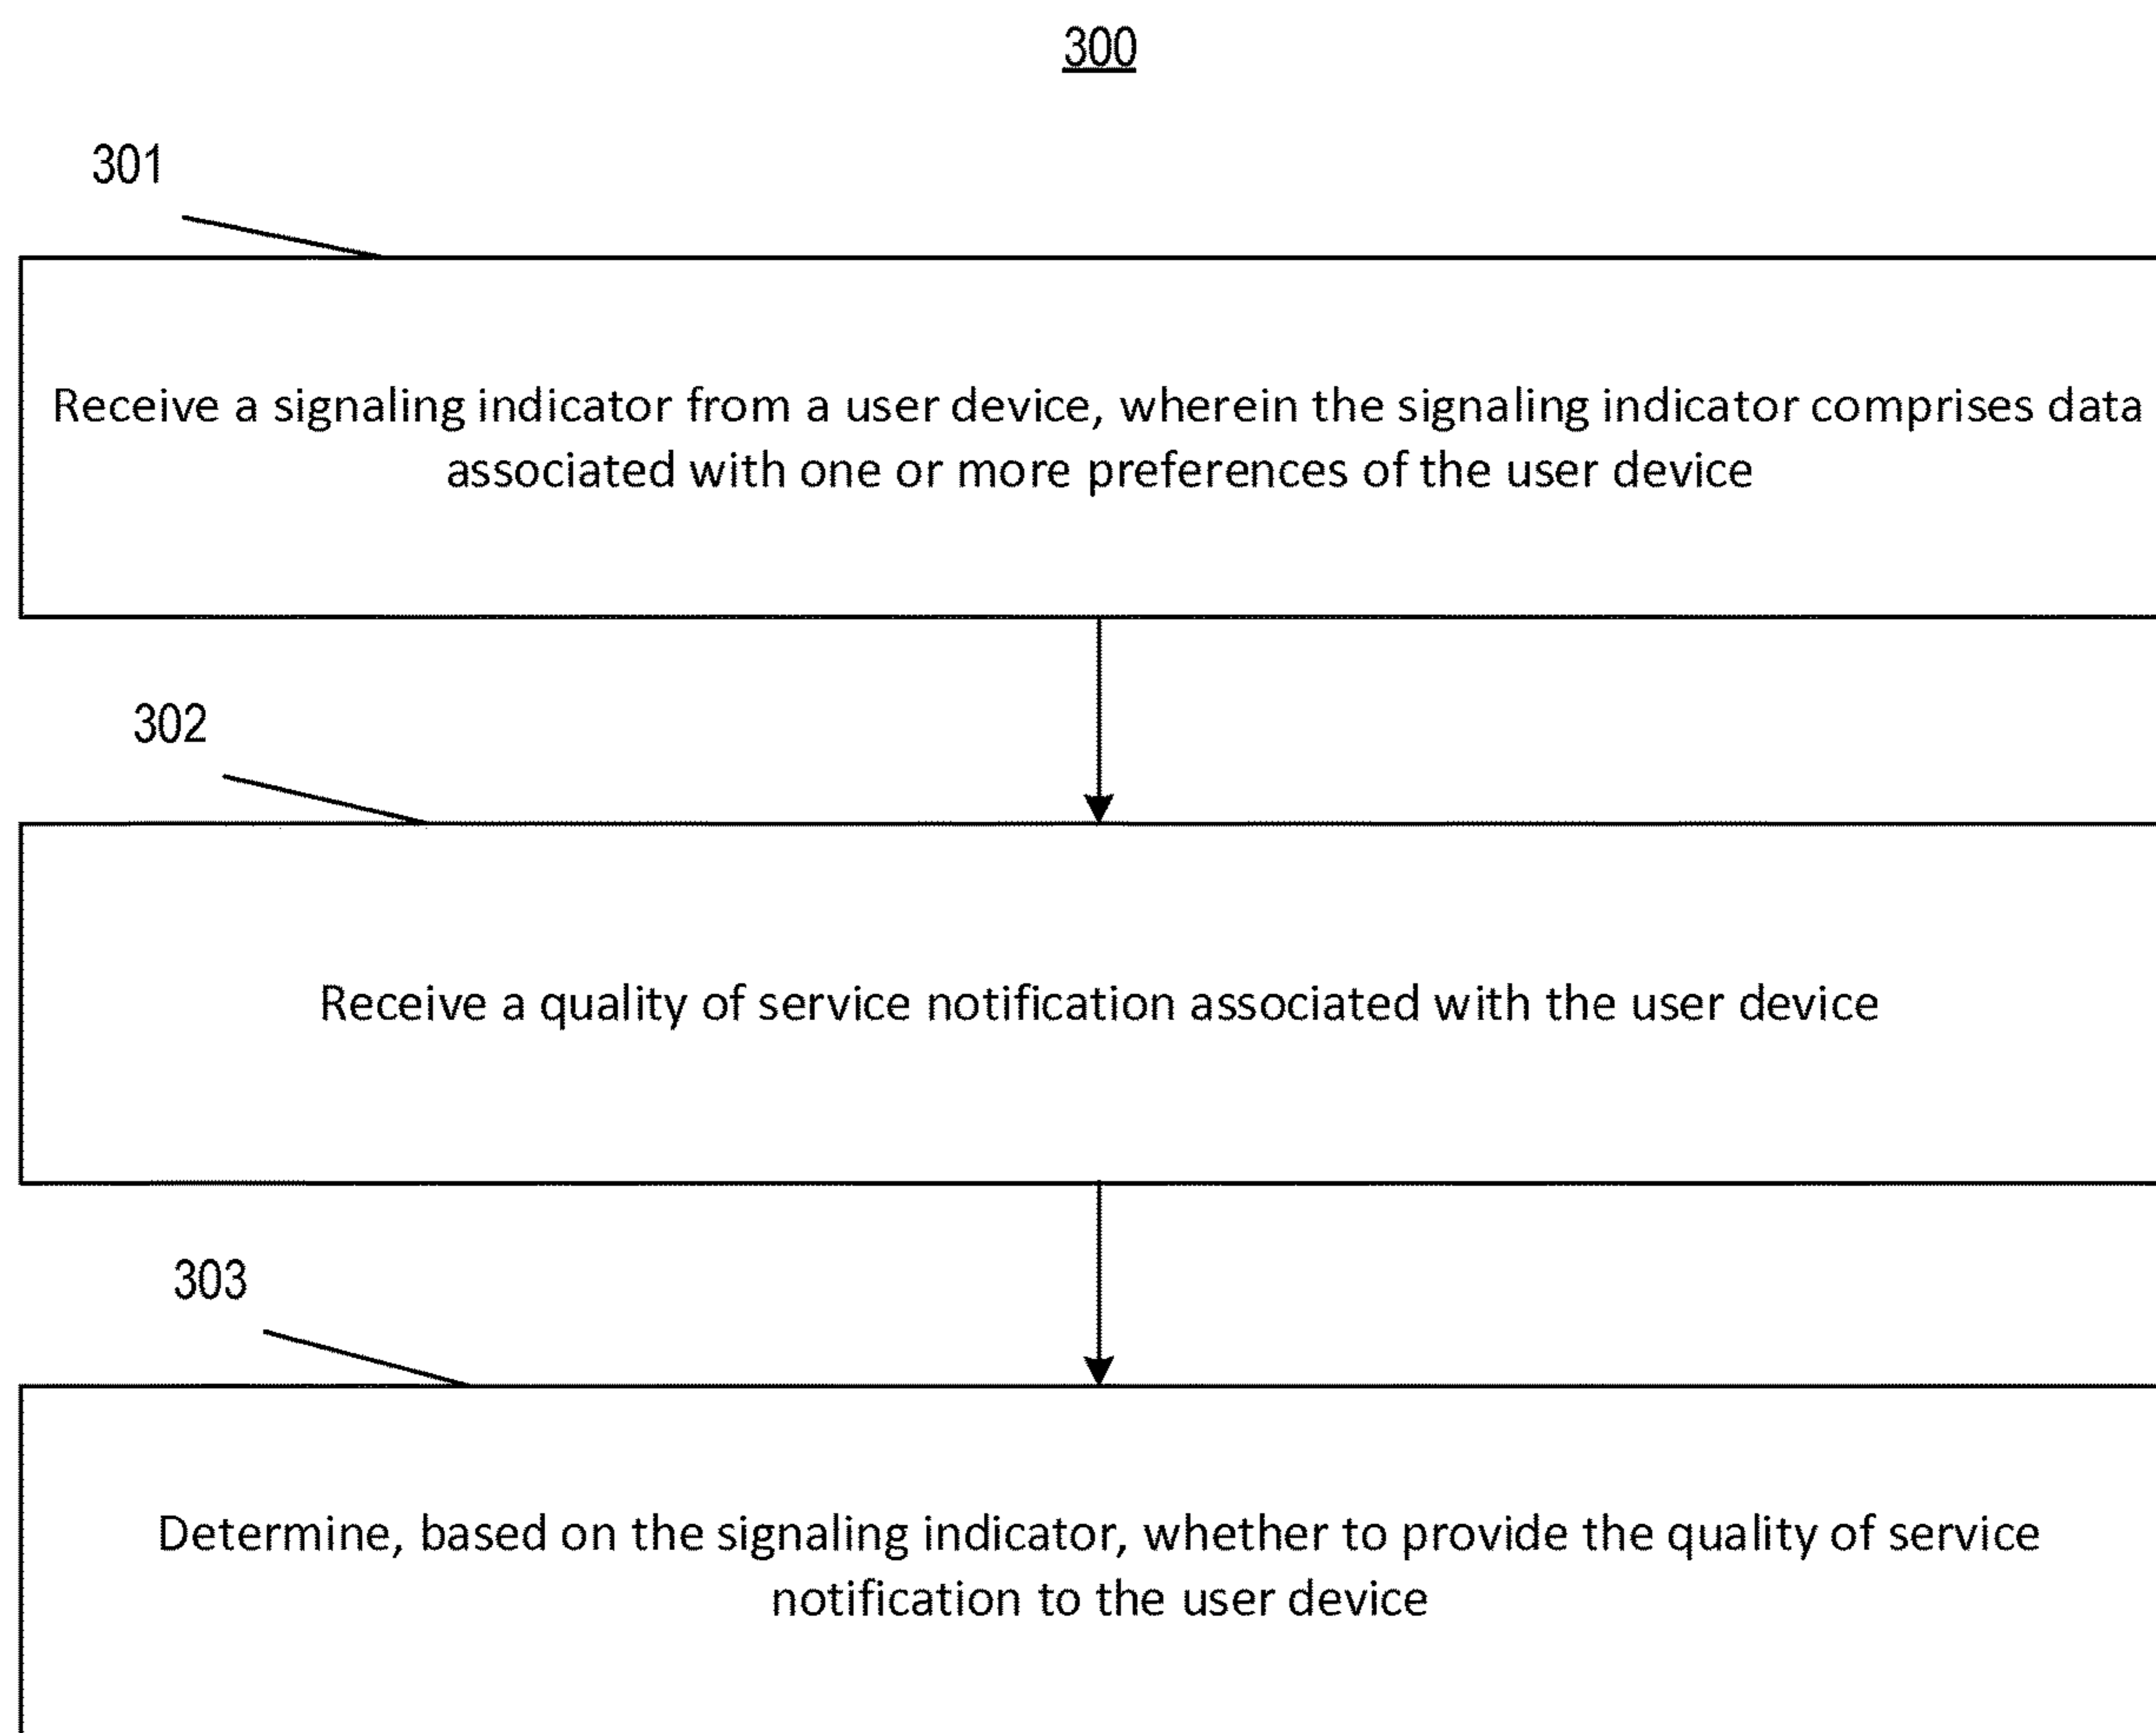 300
301
Receive a signaling indicator from a user device, wherein the signaling indicator comprises data
associated with one or more preferences of the user device
302
Receive a quality of service notification associated with the user device
303
Determine, based on the signaling indicator, whether to provide the quality of service
notification to the user device